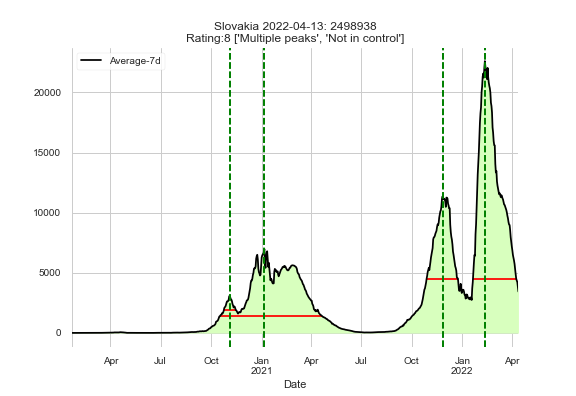 Slovakia 2022-04-13: 2498938
Rating:8 ['Multiple peaks', 'Not in control']
Average-7d
20000
15000
10000
5000
0
Apr Jul Oct Jan Apr Jul Oct Jan Apr
2021 2022
Date